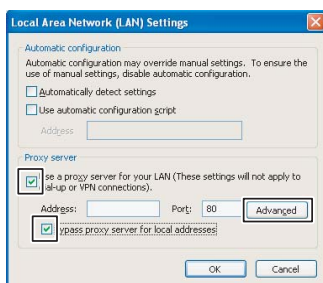 Local Area Network (LAN) Settings
Automatic configuration
Automatic configuration may override manual settings. To ensure the
use of manual settings, disable automatic configuration.
Automatically detect settings
Use automatic configuration script
Address
Proxy server
se a proxy server for your LAN (These settings will not apply to
ial-up or VPN connections).
Address: Port: 80 Advanced
ypass proxy server for local addresses
OK Cancel